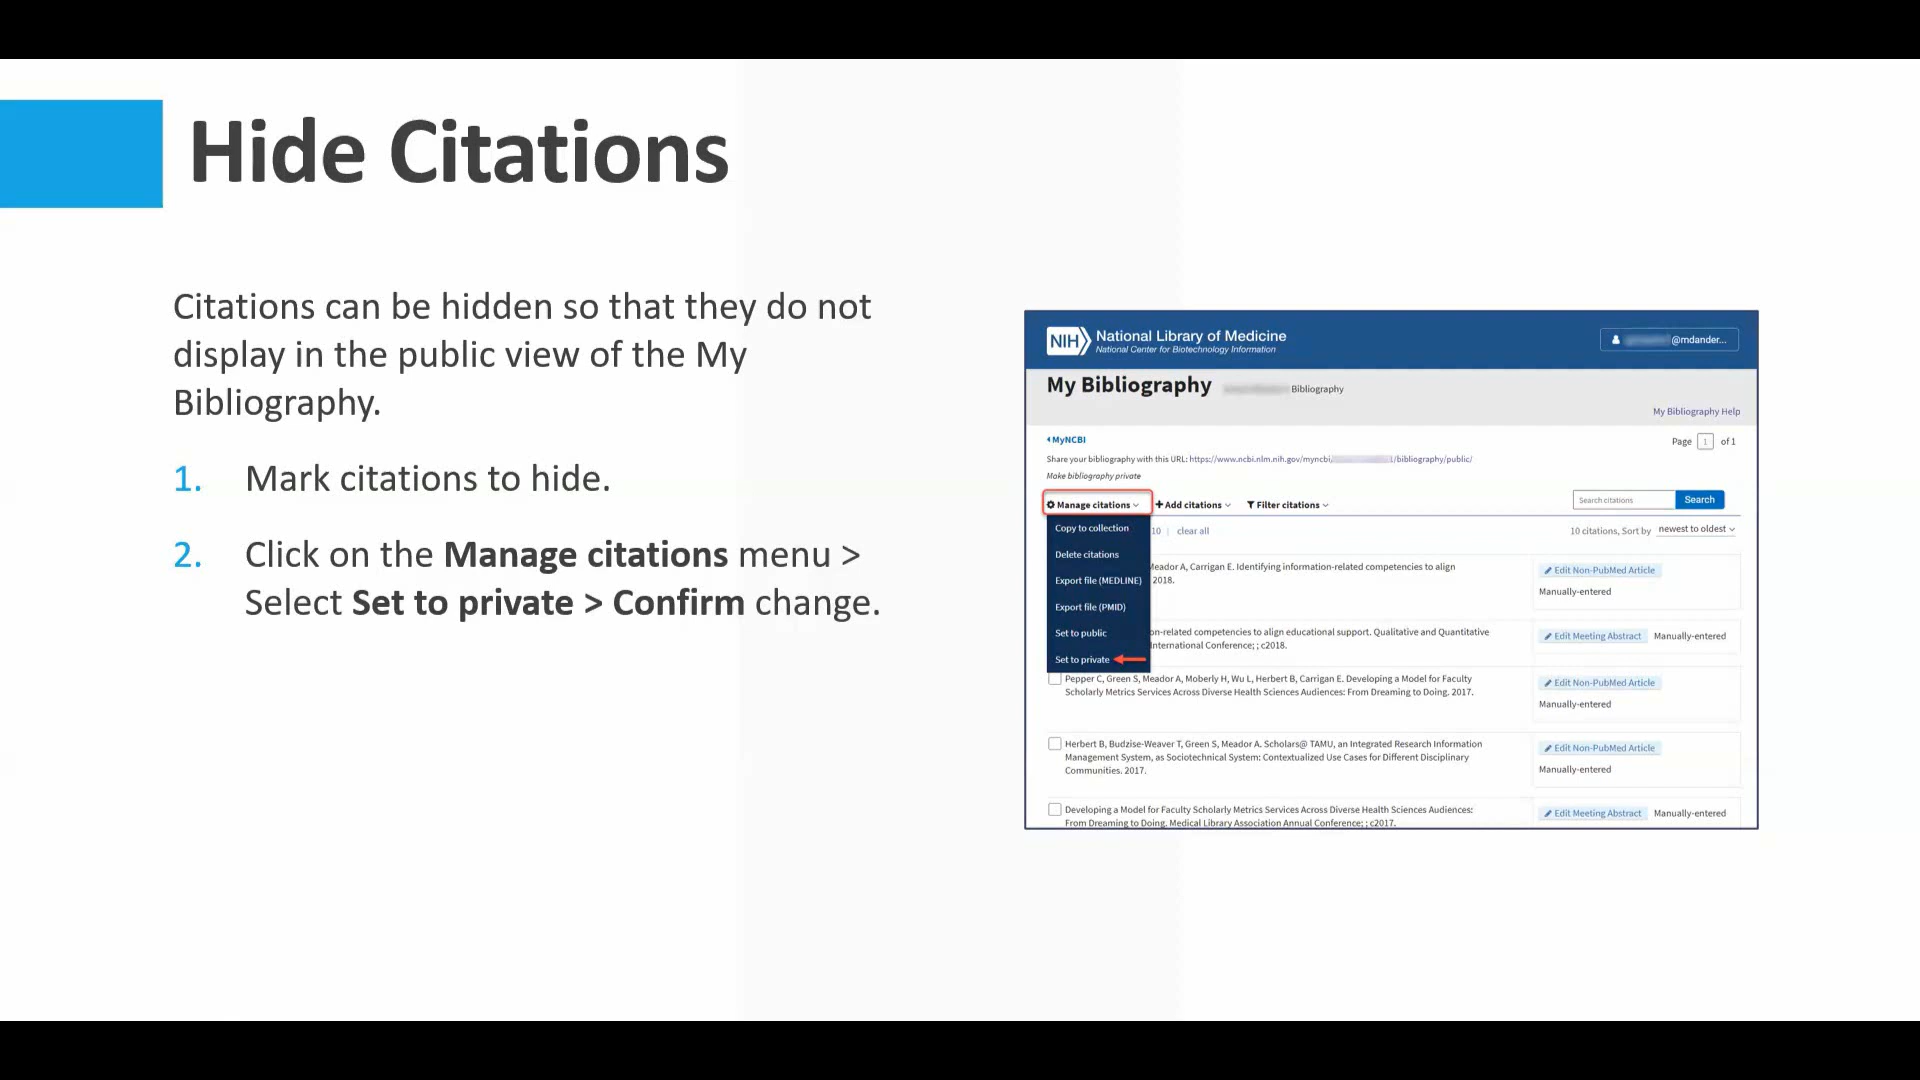 Hide Citations
Citations can be hidden so that they do not
display in the public view of the My
Bibliography.
1. Mark citations to hide.
2. Click on the Manage citations menu >
Select Set to private > Confirm change.
NIH National Library of Medicine
National Center for Biotechnology Information
@mdander...
My Bibliography Bibliography
My Bibliography Help
MyNCBI
Page 1 of 1
Share your bibliography with this URL: https://www.ncbi.nlm.nih.gov/myncbi/ /bibliography/public/
Make bibliography private
Manage citations Add citations Filter citations
Search citations Search
Copy to collection
10 | clear all
10 citations, Sort by newest to oldest
Delete citations
Export file (MEDLINE)
Export file (PMID)
Set to public
Set to private
Meador A, Carrigan E. Identifying information-related competencies to align
2018.
Edit Non-PubMed Article
Manually-entered
on-related competencies to align educational support. Qualitative and Quantitative
International Conference; ; c2018.
Edit Meeting Abstract Manually-entered
Pepper C, Green S, Meador A, Moberly H, Wu L, Herbert B, Carrigan E. Developing a Model for Faculty
Scholarly Metrics Services Across Diverse Health Sciences Audiences: From Dreaming to Doing. 2017.
Edit Non-PubMed Article
Manually-entered
Herbert B, Budzise-Weaver T, Green S, Meador A. Scholars@ TAMU, an Integrated Research Information
Management System, as Sociotechnical System: Contextualized Use Cases for Different Disciplinary
Communities. 2017.
Edit Non-PubMed Article
Manually-entered
Developing a Model for Faculty Scholarly Metrics Services Across Diverse Health Sciences Audiences:
From Dreaming to Doing. Medical Library Association Annual Conference; ; c2017.
Edit Meeting Abstract Manually-entered